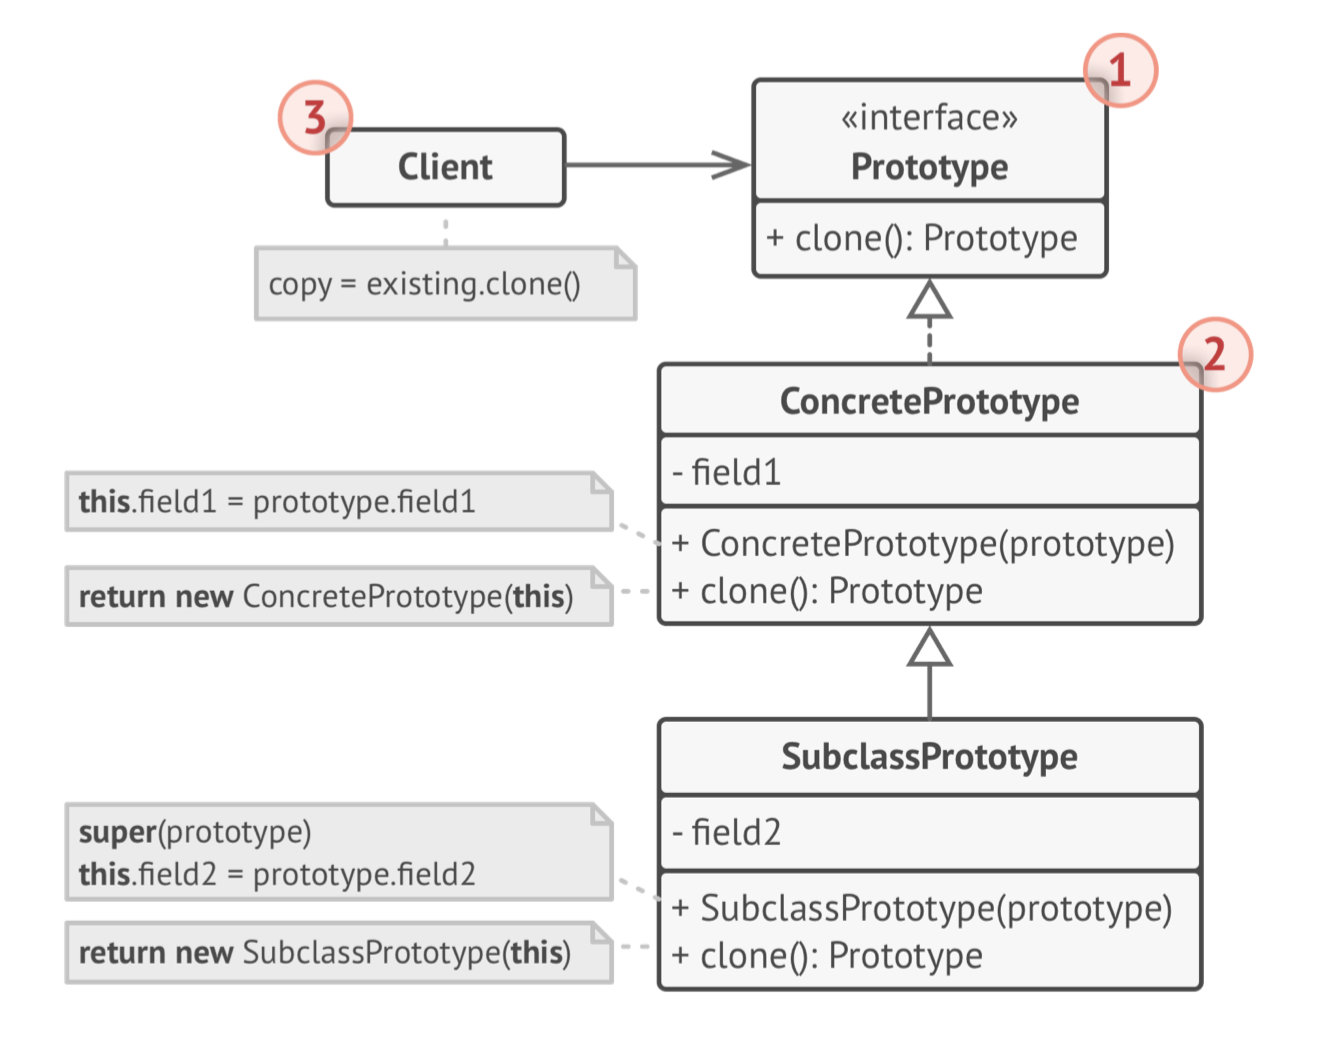 1
«interface»
Prototype
+ clone(): Prototype
3
Client
copy = existing.clone()
2
ConcretePrototype
- field1
+ ConcretePrototype(prototype)
+ clone(): Prototype
this.field1 = prototype.field1
return new ConcretePrototype(this)
SubclassPrototype
- field2
+ SubclassPrototype(prototype)
+ clone(): Prototype
super(prototype)
this.field2 = prototype.field2
return new SubclassPrototype(this)